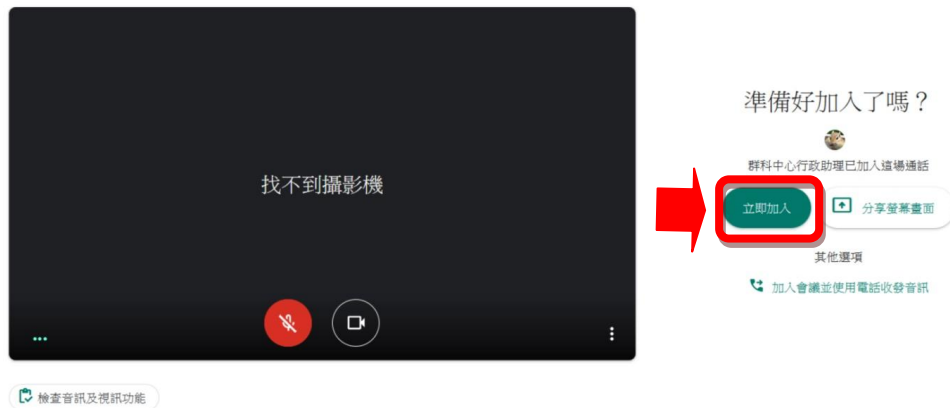 找不到攝影機
準備好加入了嗎？
群科中心行政助理已加入這場通話
立即加入
分享螢幕畫面
其他選項
加入會議並使用電話收發音訊
檢查音訊及視訊功能